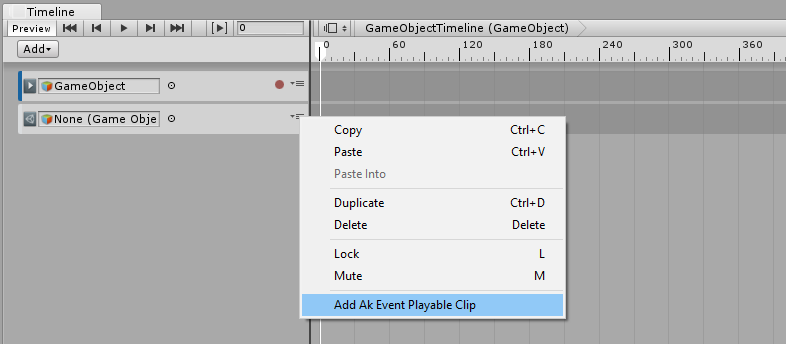 Timeline
Preview
0
GameObjectTimeline (GameObject)
Add
0 60 120 180 240 300 360
GameObject
None (Game Obje
Copy Ctrl+C
Paste Ctrl+V
Paste Into
Duplicate Ctrl+D
Delete Delete
Lock L
Mute M
Add Ak Event Playable Clip